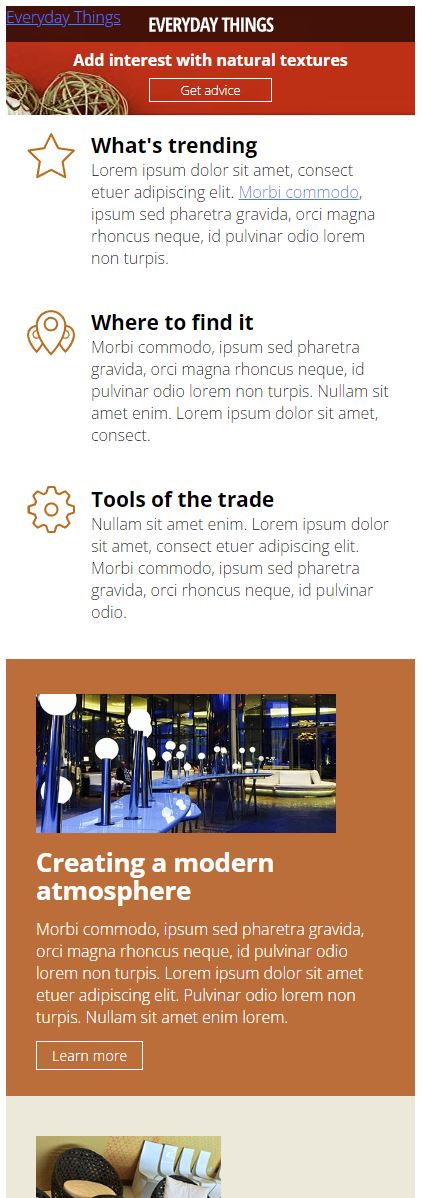 Everyday Things
EVERYDAY THINGS
Add interest with natural textures
Get advice
What's trending
Lorem ipsum dolor sit amet, consect
etuer adipiscing elit. Morbi commodo,
ipsum sed pharetra gravida, orci magna
rhoncus neque, id pulvinar odio lorem
non turpis.
Where to find it
Morbi commodo, ipsum sed pharetra
gravida, orci magna rhoncus neque, id
pulvinar odio lorem non turpis. Nullam sit
amet enim. Lorem ipsum dolor sit amet,
consect.
Tools of the trade
Nullam sit amet enim. Lorem ipsum dolor
sit amet, consect etuer adipiscing elit.
Morbi commodo, ipsum sed pharetra
gravida, orci rhoncus neque, id pulvinar
odio.
Creating a modern
atmosphere
Morbi commodo, ipsum sed pharetra gravida,
orci magna rhoncus neque, id pulvinar odio
lorem non turpis. Lorem ipsum dolor sit amet
etuer adipiscing elit. Pulvinar odio lorem non
turpis. Nullam sit amet enim lorem.
Learn more